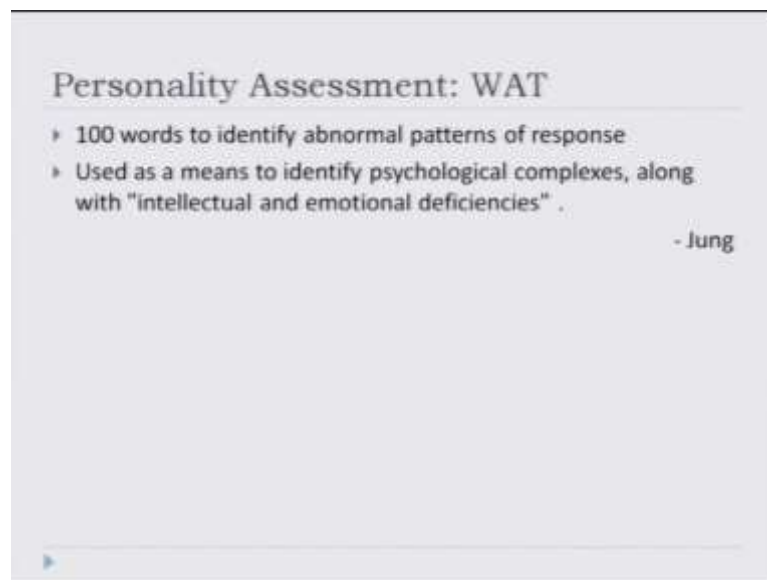 Personality Assessment: WAT
100 words to identify abnormal patterns of response
Used as a means to identify psychological complexes, along
with "intellectual and emotional deficiencies" .
- Jung